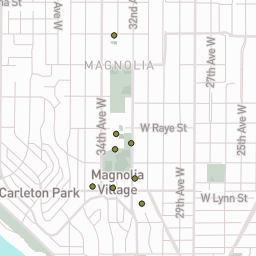 32nd A
Ave W
MAGNOLIA
27th Ave W
34th Ave W
W Raye St
25th Ave W
Magnolia
Village
Carleton Park
29th Ave W
W Lynn St